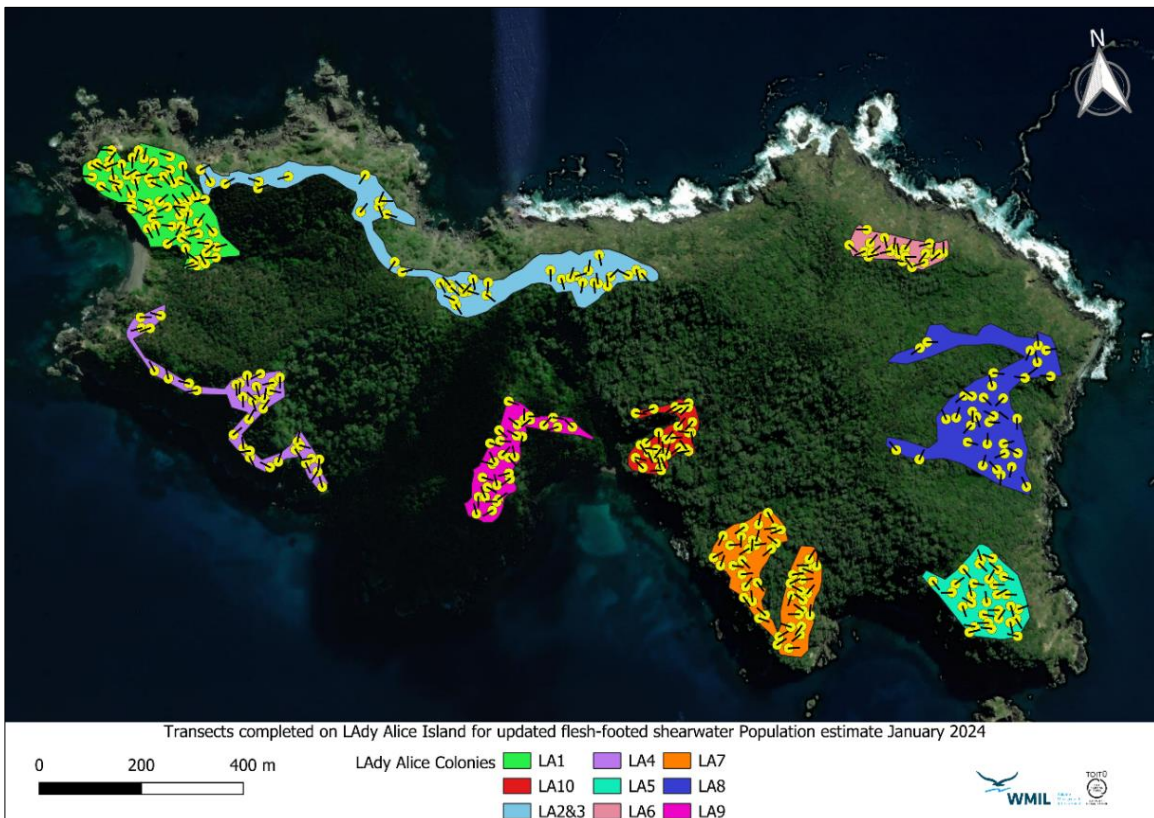 N
Transects completed on LAdy Alice Island for updated flesh-footed shearwater Population estimate January 2024
0 200 400 m
LAdy Alice Colonies
LA1 LA4 LA7
LA10 LA5 LA8
LA2&3 LA6 LA9
WMIL
TOITŪ